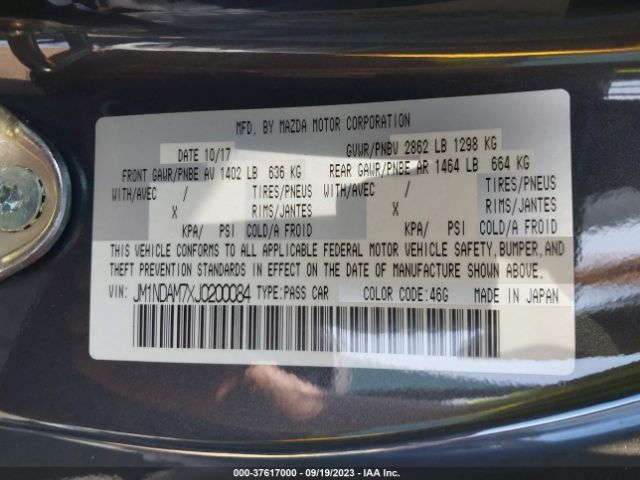 MFD. BY MAZDA MOTOR CORPORATION
DATE 10/17 GVWR/PNBV 2862 LB 1298 KG
FRONT GAWR/PNBE AV 1402 LB 636 KG REAR GAWR/PNBE AR 1464 LB 664 KG
WITH/AVEC / TIRES/PNEUS WITH/AVEC / TIRES/PNEUS
X RIMS/JANTES X RIMS/JANTES
KPA/ PSI COLD/A FROID KPA/ PSI COLD/A FROID
THIS VEHICLE CONFORMS TO ALL APPLICABLE FEDERAL MOTOR VEHICLE SAFETY, BUMPER, AND
THEFT PREVENTION STANDARDS IN EFFECT ON THE DATE OF MANUFACTURE SHOWN ABOVE.
VIN: JM1NDAM7XJ0200084 TYPE:PASS CAR COLOR CODE:46G MADE IN JAPAN
000-37617000 - 09/19/2023 - IAA Inc.